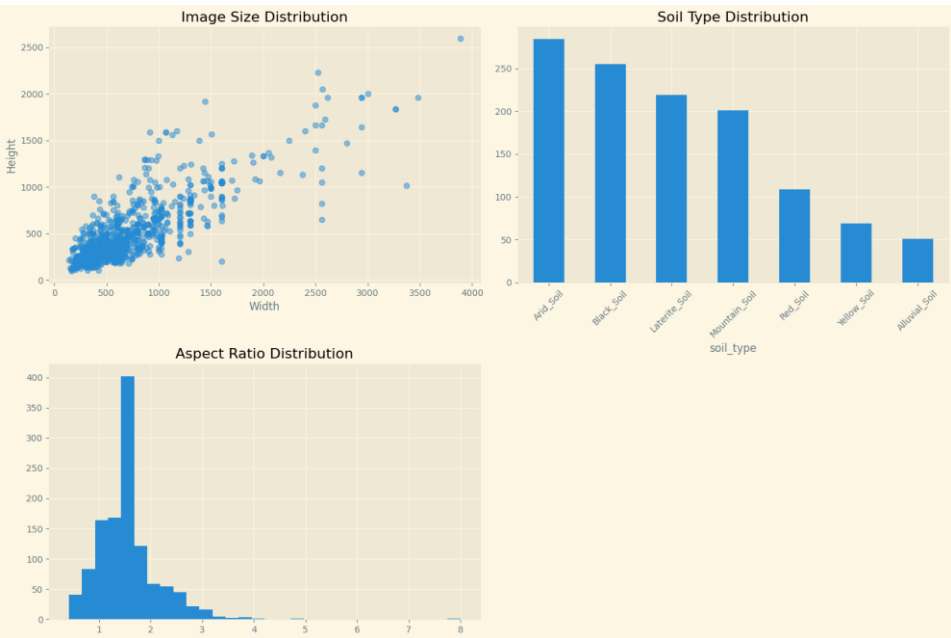 Image Size Distribution
2500
2000
1500
1000
500
0
Height
0 500 1000 1500 2000 2500 3000 3500 4000
Width
Soil Type Distribution
250
200
150
100
50
0
Arid_Soil Black_Soil Laterite_Soil Mountain_Soil Red_Soil Yellow_Soil Alluvial_Soil
soil_type
Aspect Ratio Distribution
400
350
300
250
200
150
100
50
0
1 2 3 4 5 6 7 8